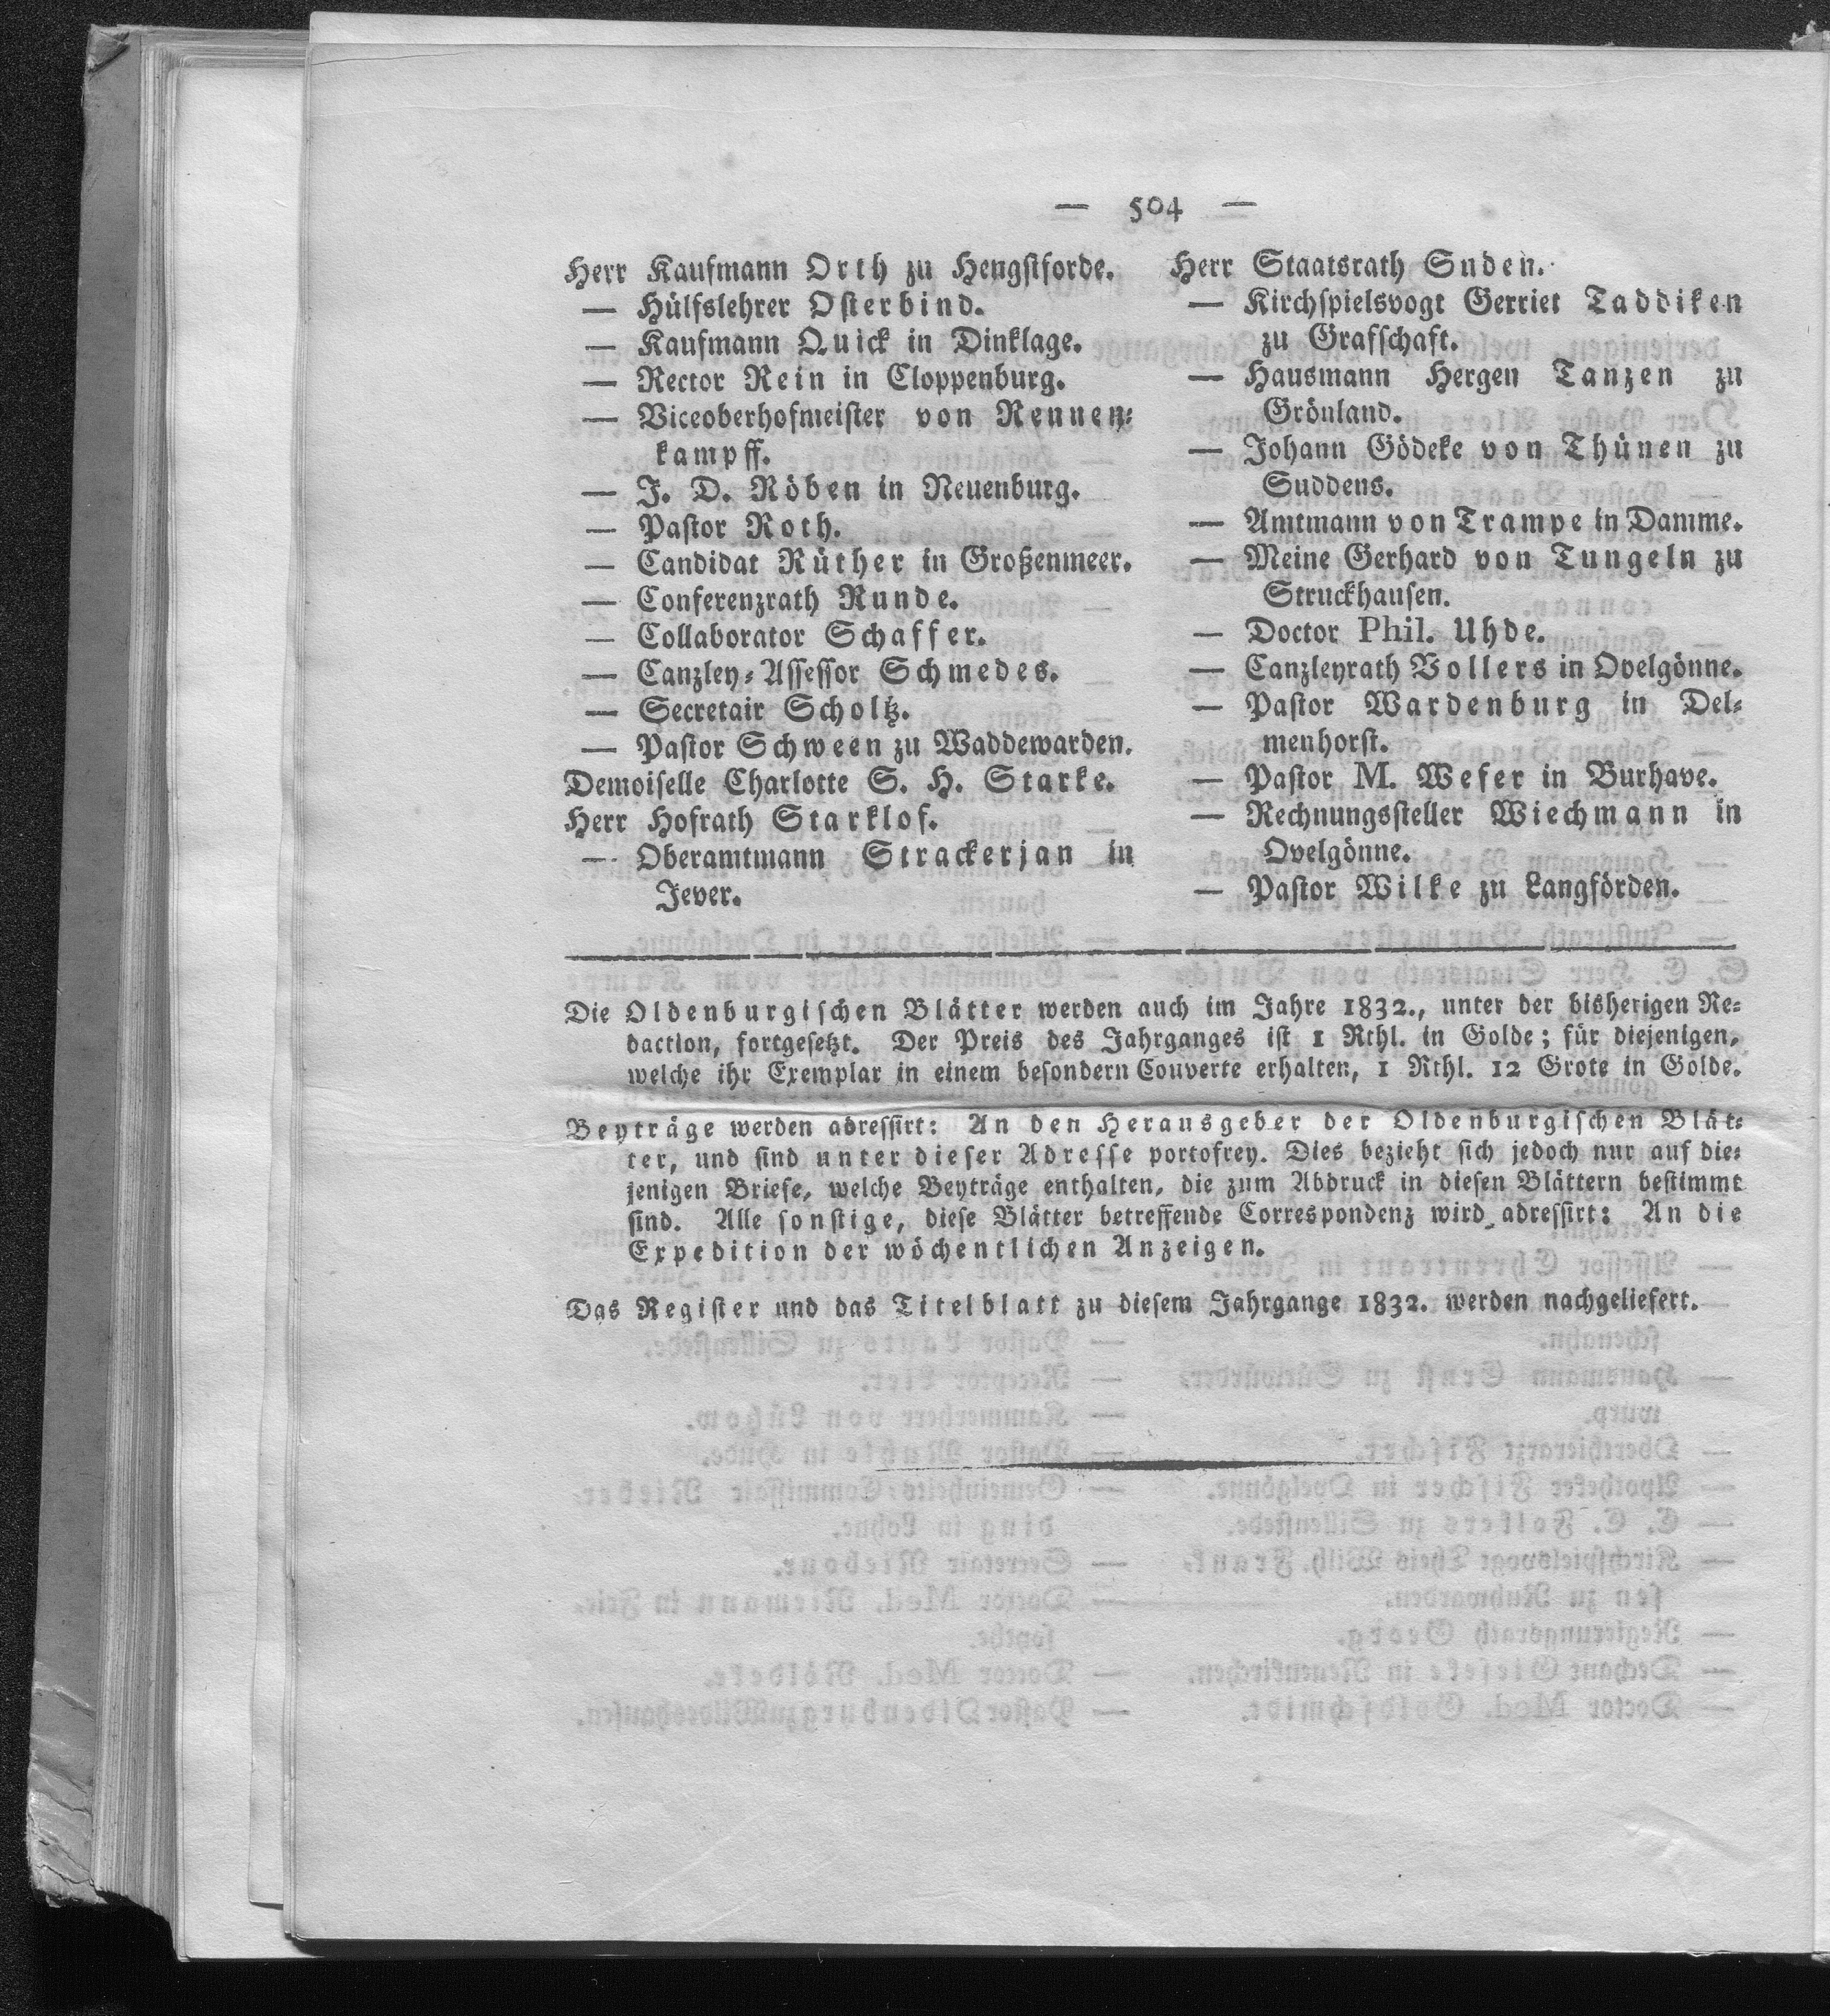 — 504 —
Herr Kaufmann Orth zu Hengstforde.
— Hülfslehrer Osterbind.
— Kaufmann Quick in Dinklage.
— Rector Rein in Cloppenburg.
— Viceoberhofmeister von Rennen-
kampff.
— J. D. Röben in Neuenburg.
— Pastor Roth.
— Candidat Rüther in Großenmeer.
— Conferenzrath Runde.
— Collaborator Schaffer.
— Canzley-Assessor Schmedes.
— Secretair Scholtz.
— Pastor Schween zu Waddewarden.
Demoiselle Charlotte S. H. Starke.
Herr Hofrath Starklof.
— Oberamtmann Strackerjan in
Jever.
Herr Staatsrath Suden.
— Kirchspielsvogt Gerriet Taddiken
zu Grafschaft.
— Hausmann Hergen Tanzen zu
Grönland.
— Johann Gödeke von Thünen zu
Suddens.
— Amtmann von Trampe in Damme.
— Meine Gerhard von Tungeln zu
Struckhausen.
— Doctor Phil. Uhde.
— Canzleyrath Vollers in Ovelgönne.
— Pastor Wardenburg in Del-
menhorst.
— Pastor M. Wefer in Burhave.
— Rechnungssteller Wiechmann in
Ovelgönne.
— Pastor Wilke zu Langförden.
Die Oldenburgischen Blätter werden auch im Jahre 1832., unter der bisherigen Re-
daction, fortgesetzt. Der Preis des Jahrganges ist 1 Rthl. in Golde; für diejenigen,
welche ihr Exemplar in einem besondern Couverte erhalten, 1 Rthl. 12 Grote in Golde.
Beyträge werden adressirt: An den Herausgeber der Oldenburgischen Blät-
ter, und sind unter dieser Adresse portofrey. Dies bezieht sich jedoch nur auf die-
jenigen Briefe, welche Beyträge enthalten, die zum Abdruck in diesen Blättern bestimmt
sind. Alle sonstige, diese Blätter betreffende Correspondenz wird adressirt: An die
Expedition der wöchentlichen Anzeigen.
Das Register und das Titelblatt zu diesem Jahrgange 1832. werden nachgeliefert.